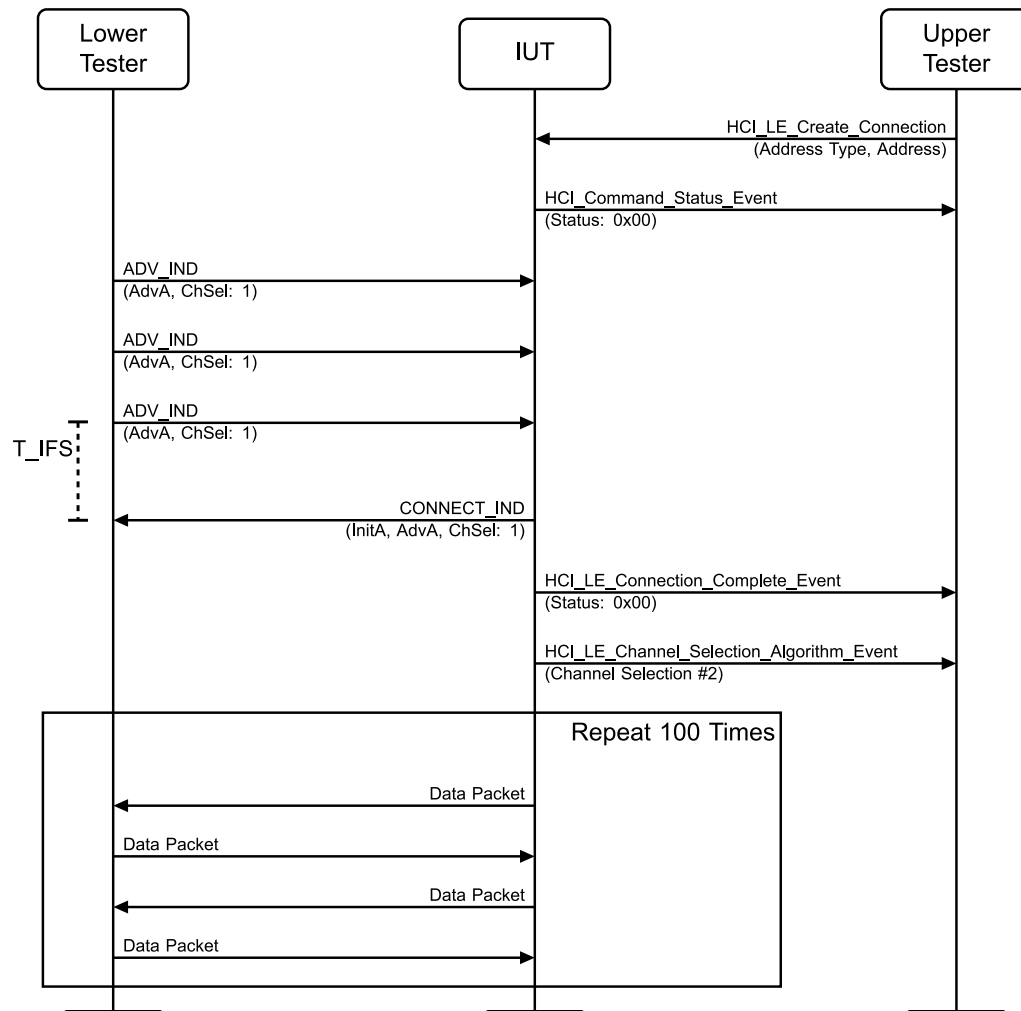 Lower
Tester
IUT
Upper
Tester
HCI_LE_Create_Connection
(Address Type, Address)
HCI_Command_Status_Event
(Status: 0x00)
ADV_IND
(AdvA, ChSel: 1)
ADV_IND
(AdvA, ChSel: 1)
ADV_IND
(AdvA, ChSel: 1)
T_IFS
CONNECT_IND
(InitA, AdvA, ChSel: 1)
HCI_LE_Connection_Complete_Event
(Status: 0x00)
HCI_LE_Channel_Selection_Algorithm_Event
(Channel Selection #2)
Repeat 100 Times
Data Packet
Data Packet
Data Packet
Data Packet